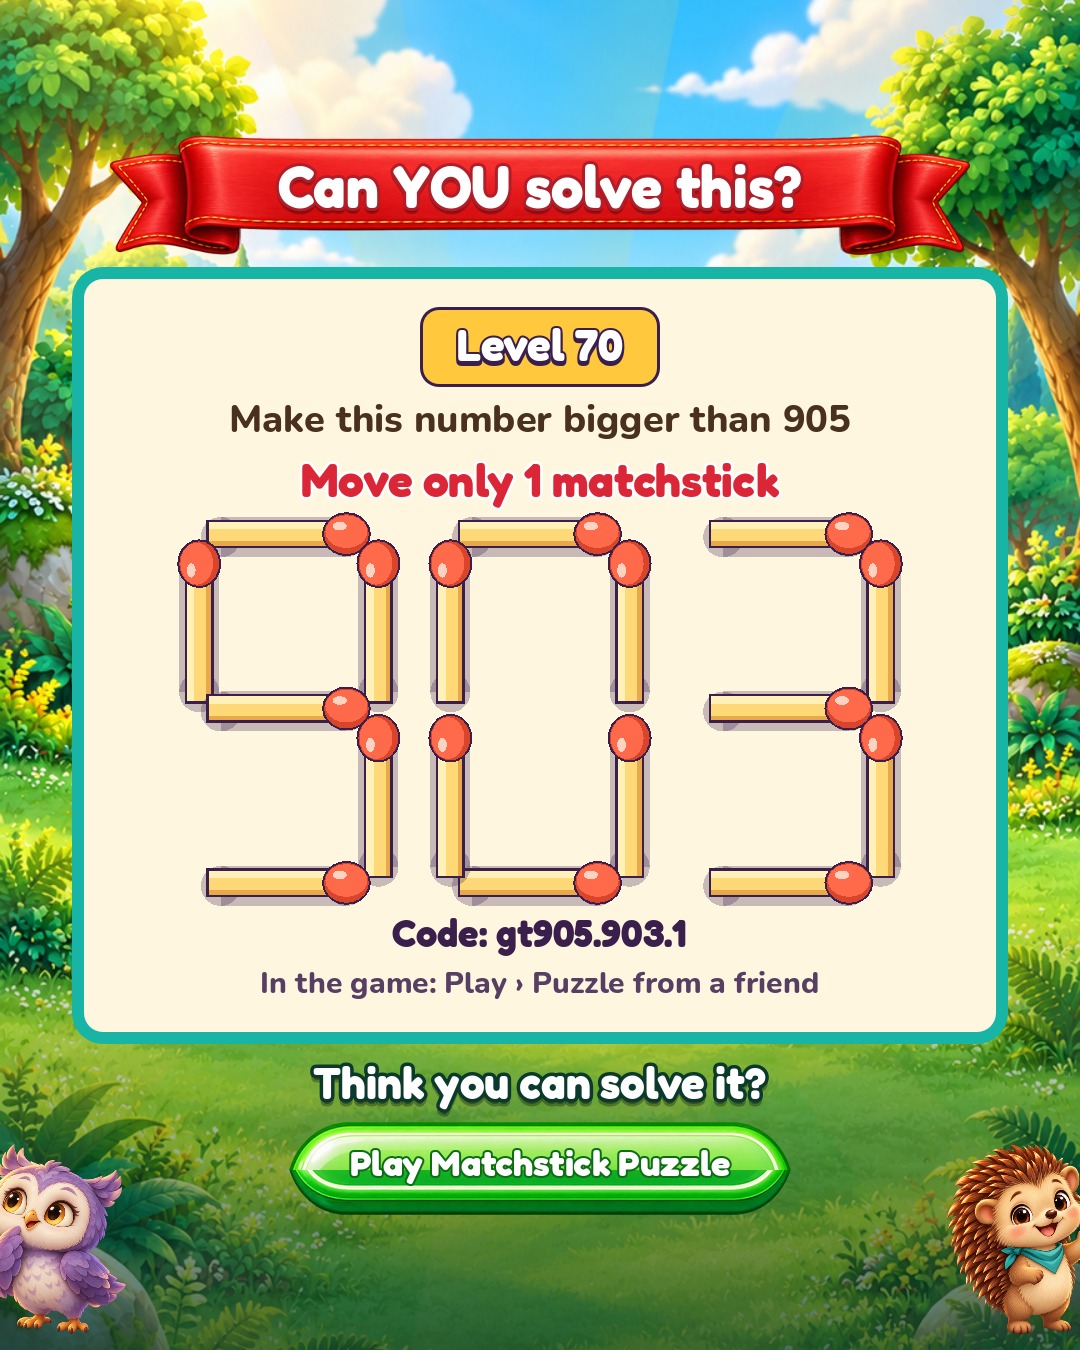 Can YOU solve this?
Level 70
Make this number bigger than 905
Move only 1 matchstick
903
Code: gt905.903.1
In the game: Play › Puzzle from a friend
Think you can solve it?
Play Matchstick Puzzle